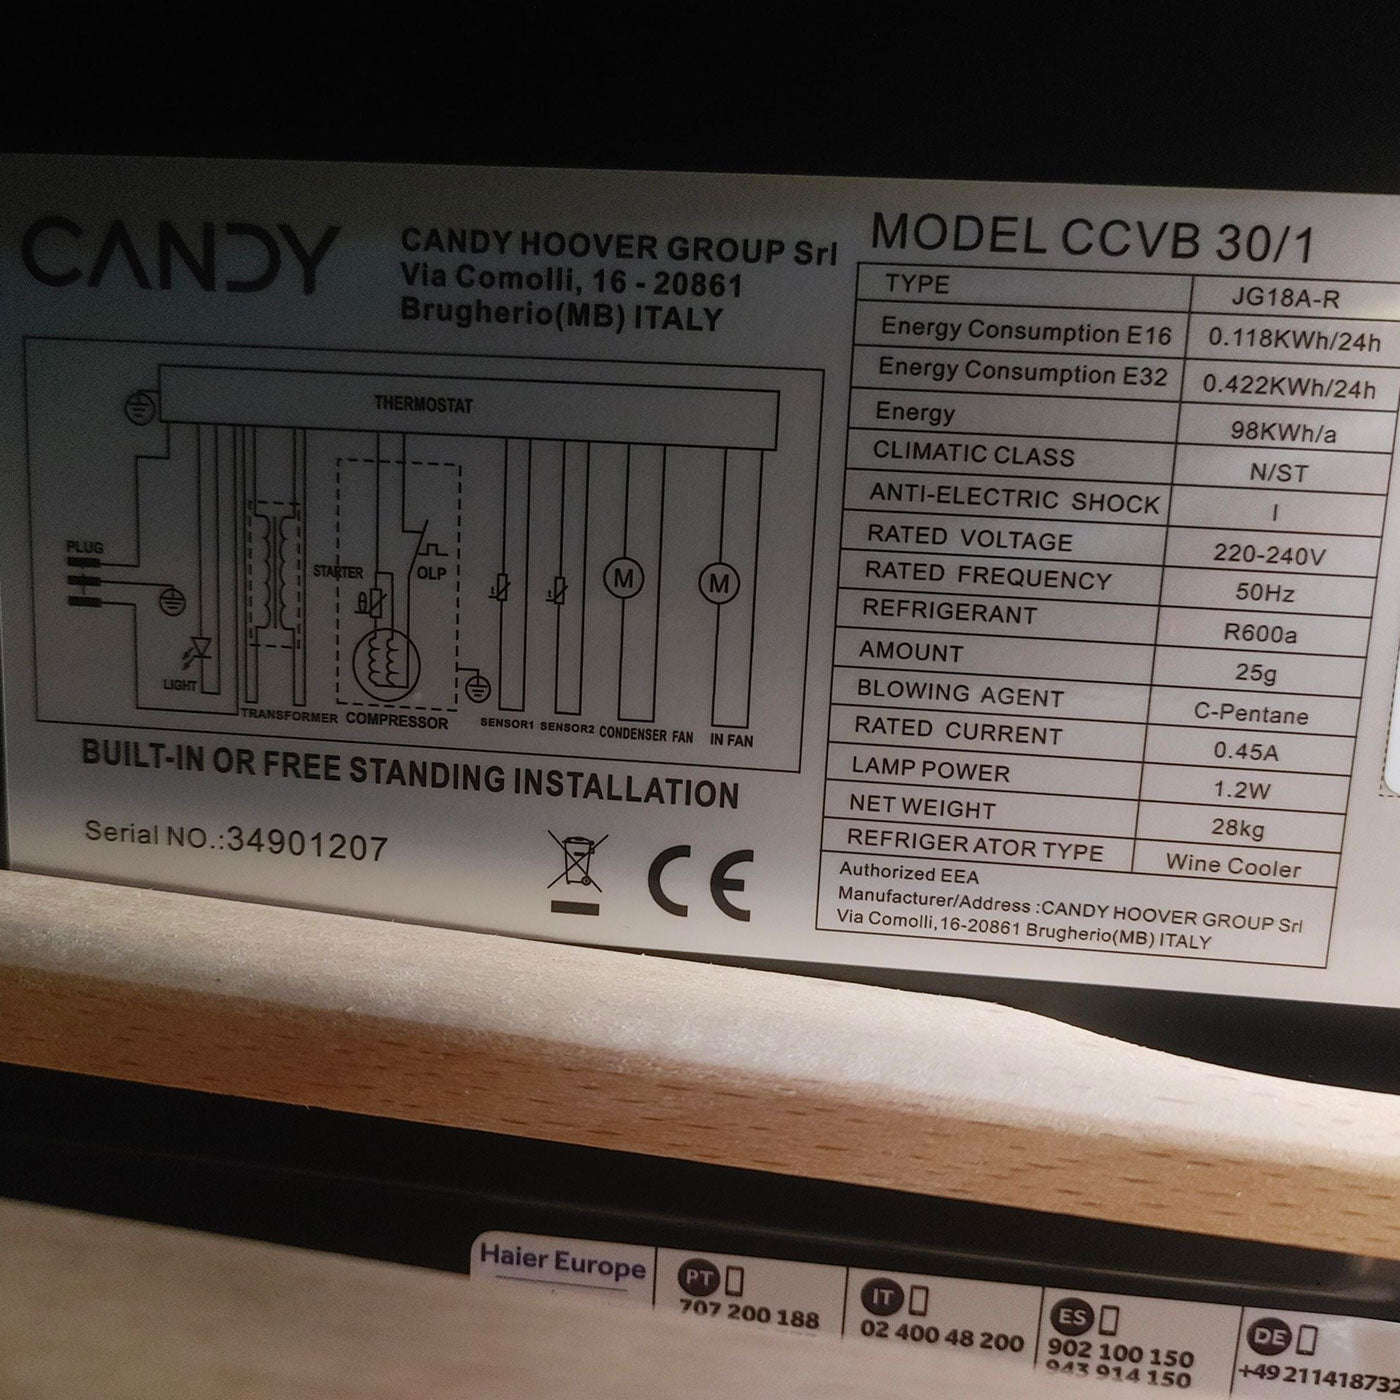 CANDY
CANDY HOOVER GROUP Srl
Via Comolli, 16 - 20861
Brugherio(MB) ITALY
THERMOSTAT
PLUG
STARTER
OLP
LIGHT
TRANSFORMER
COMPRESSOR
SENSOR1
SENSOR2
CONDENSER FAN
IN FAN
M
M
BUILT-IN OR FREE STANDING INSTALLATION
Serial NO.:34901207
CE
MODEL CCVB 30/1
TYPE JG18A-R
Energy Consumption E16 0.118KWh/24h
Energy Consumption E32 0.422KWh/24h
Energy 98KWh/a
CLIMATIC CLASS N/ST
ANTI-ELECTRIC SHOCK I
RATED VOLTAGE 220-240V
RATED FREQUENCY 50Hz
REFRIGERANT R600a
AMOUNT 25g
BLOWING AGENT C-Pentane
RATED CURRENT 0.45A
LAMP POWER 1.2W
NET WEIGHT 28kg
REFRIGERATOR TYPE Wine Cooler
Authorized EEA
Manufacturer/Address :CANDY HOOVER GROUP Srl
Via Comolli,16-20861 Brugherio(MB) ITALY
Haier Europe
PT
707 200 188
IT
02 400 48 200
ES
902 100 150
943 914 150
DE
+49 211418732